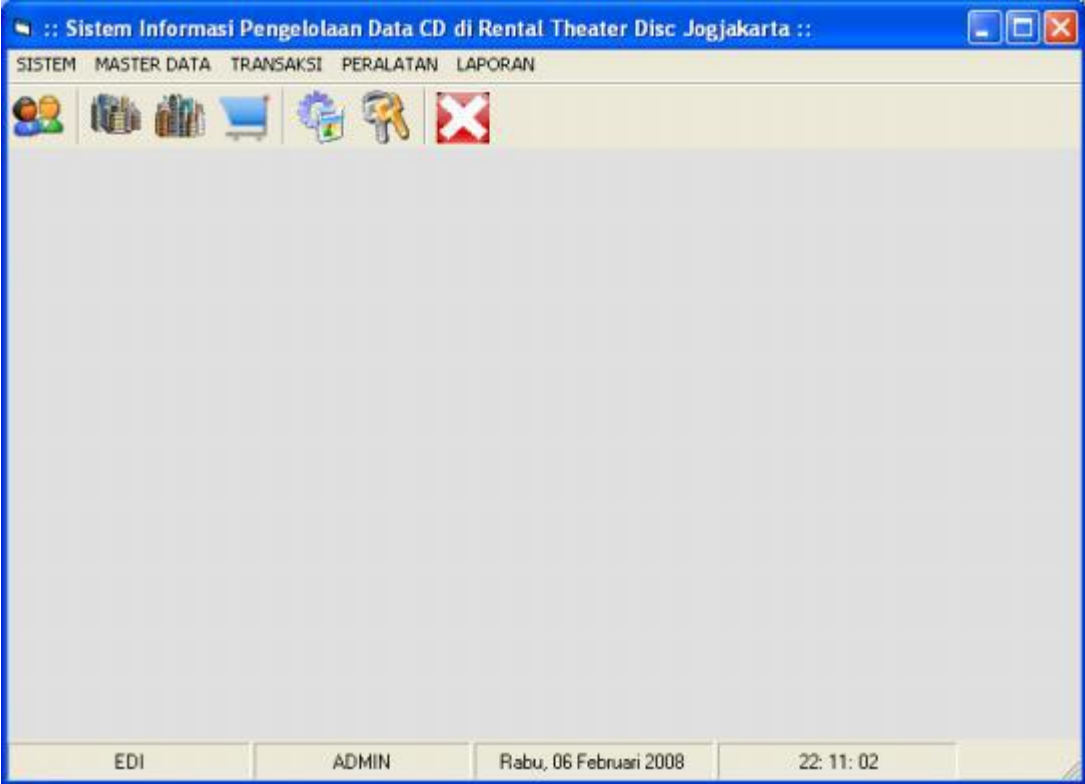 :: Sistem Informasi Pengelolaan Data CD di Rental Theater Disc Jogjakarta ::
SISTEM MASTER DATA TRANSAKSI PERALATAN LAPORAN
EDI ADMIN Rabu, 06 Februari 2008 22: 11: 02